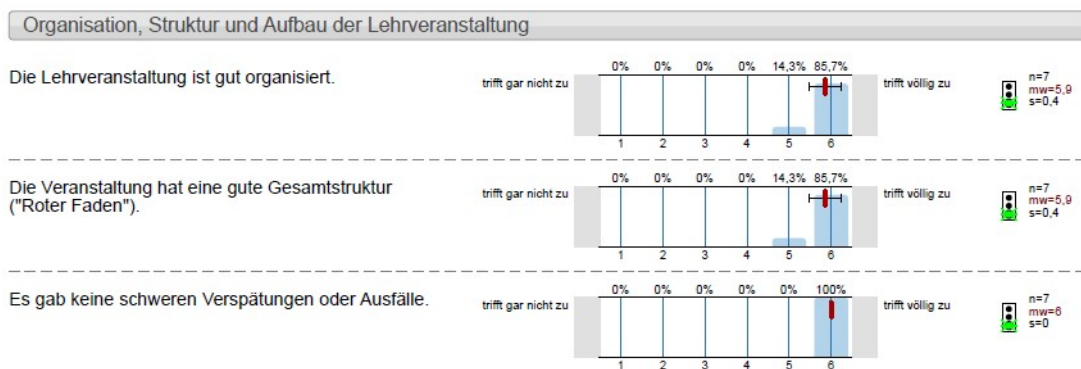 Organisation, Struktur und Aufbau der Lehrveranstaltung
Die Lehrveranstaltung ist gut organisiert.
trifft gar nicht zu
0% 0% 0% 0% 14,3% 85,7%
1 2 3 4 5 6
trifft völlig zu
n=7
mw=5,9
s=0,4
Die Veranstaltung hat eine gute Gesamtstruktur
("Roter Faden").
trifft gar nicht zu
0% 0% 0% 0% 14,3% 85,7%
1 2 3 4 5 6
trifft völlig zu
n=7
mw=5,9
s=0,4
Es gab keine schweren Verspätungen oder Ausfälle.
trifft gar nicht zu
0% 0% 0% 0% 0% 100%
1 2 3 4 5 6
trifft völlig zu
n=7
mw=6
s=0